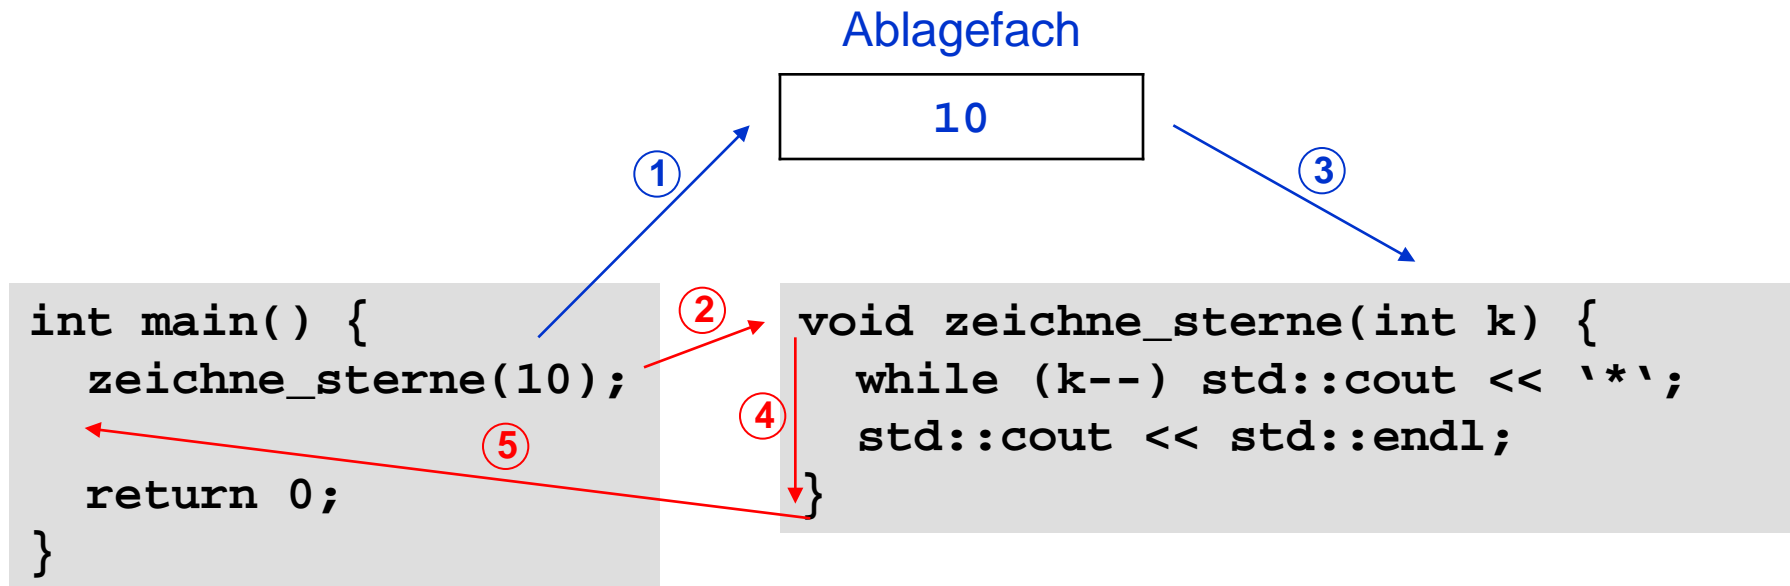 Ablagefach
10
1
3
int main() {
zeichne_sterne(10);
return 0;
}
2
4
5
void zeichne_sterne(int k) {
while (k--) std::cout << ‘*‘;
std::cout << std::endl;
}